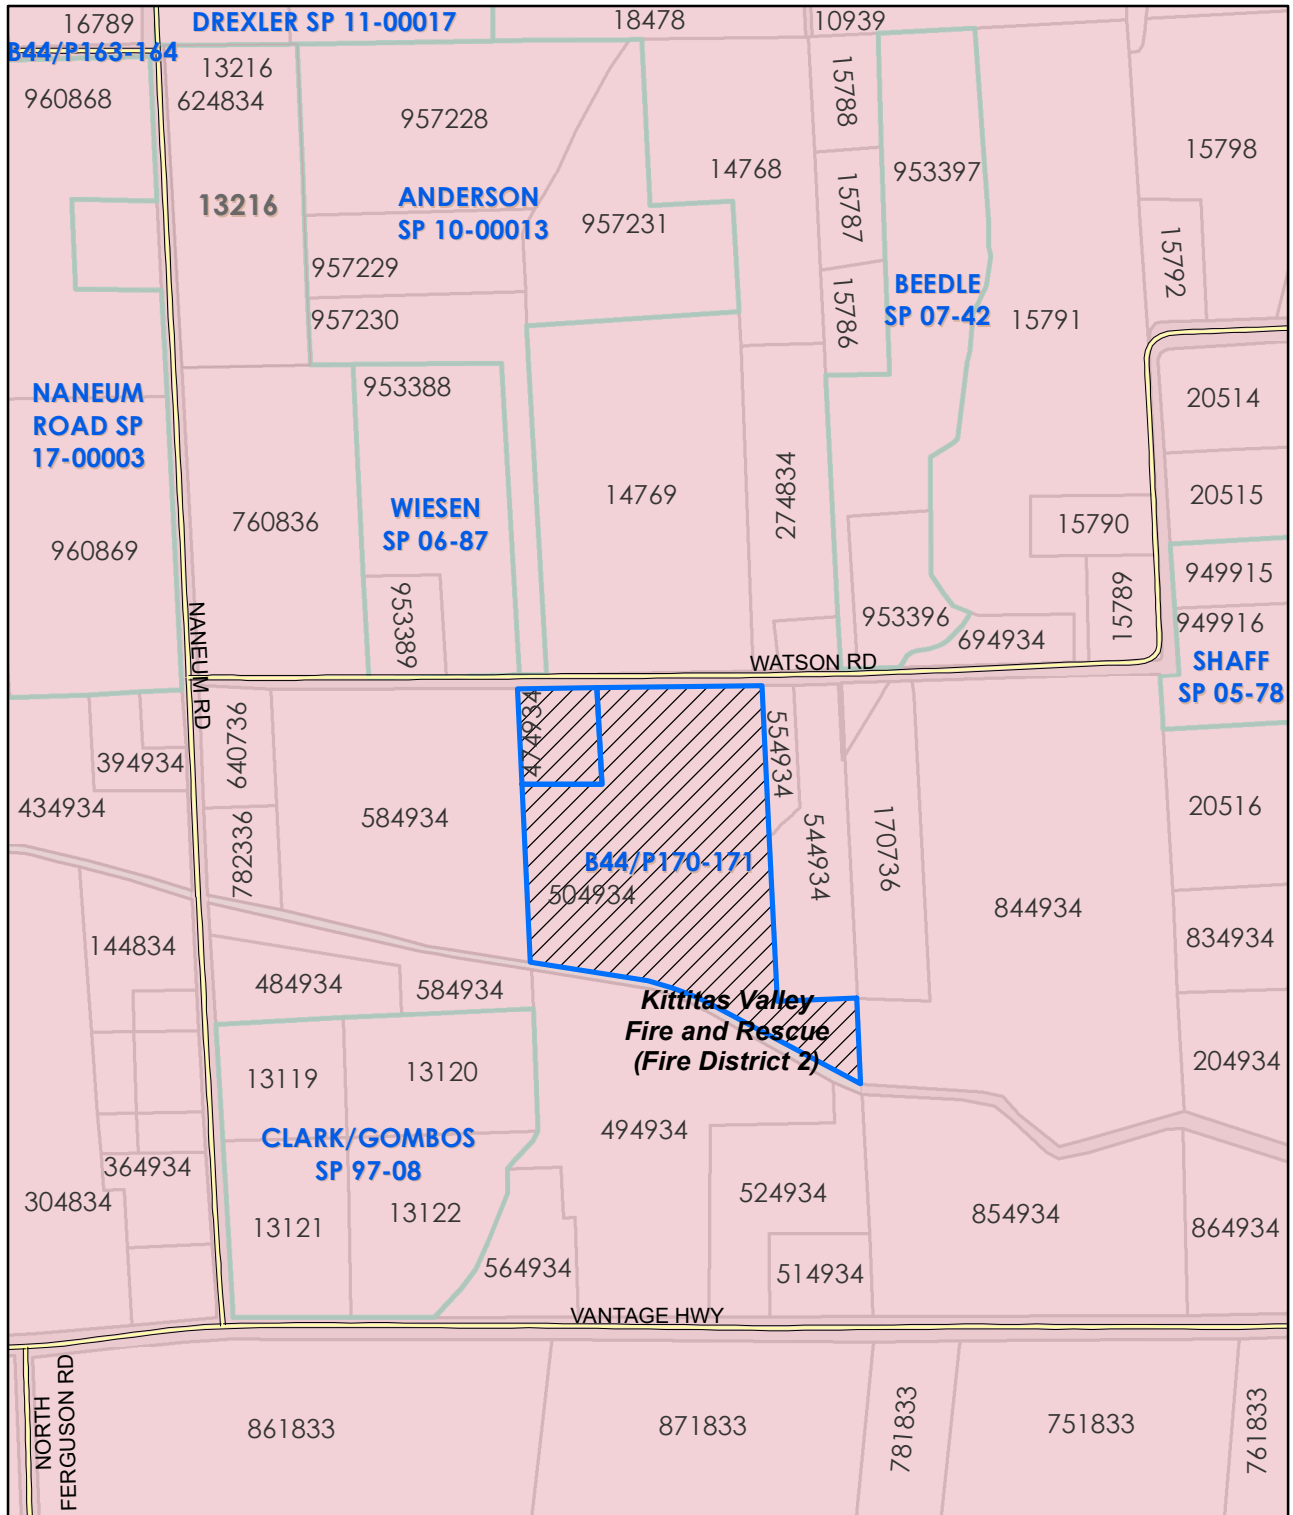 16789
DREXLER SP 11-00017
18478
10939
B44/P163-164
13216
624834
960868
957228
15788
15798
14768
953397
13216
ANDERSON
SP 10-00013
957231
15787
15792
957229
957230
15786
BEEDLE
SP 07-42
15791
NANEUM
ROAD SP
17-00003
953388
20514
14769
274834
WIESEN
SP 06-87
760836
960869
20515
15790
949915
953389
15789
953396
694934
949916
NANEUM RD
WATSON RD
SHAFF
SP 05-78
474934
554934
640736
394934
434934
584934
782336
20516
544934
170736
B44/P170-171
504934
844934
144834
834934
484934
584934
Kittitas Valley
Fire and Rescue
(Fire District 2)
13119
13120
204934
494934
CLARK/GOMBOS
SP 97-08
364934
304834
524934
13121
13122
854934
864934
564934
514934
VANTAGE HWY
NORTH
FERGUSON RD
861833
871833
781833
751833
761833